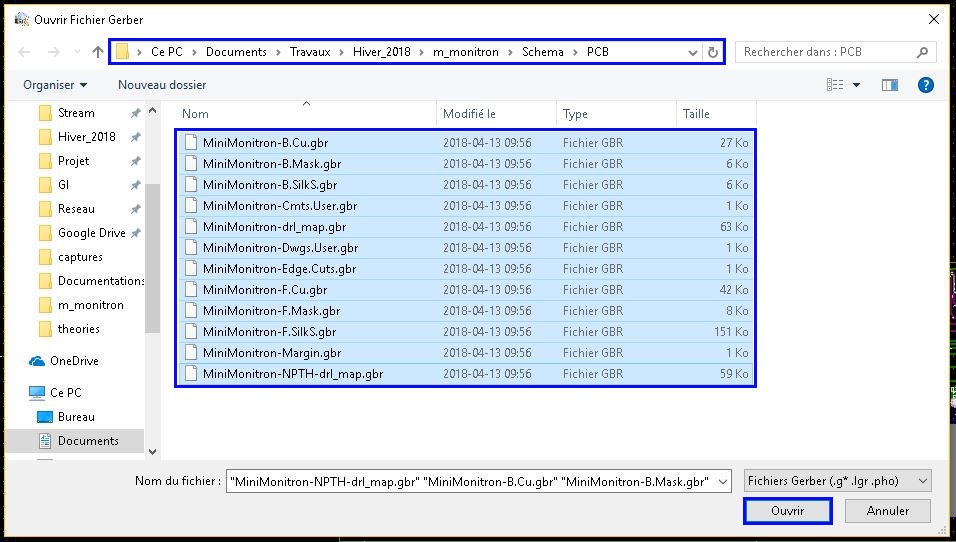 Ouvrir Fichier Gerber
Ce PC > Documents > Travaux > Hiver_2018 > m_monitron > Schema > PCB
Rechercher dans : PCB
Organiser
Nouveau dossier
Stream
Hiver_2018
Projet
GI
Reseau
Google Drive
captures
Documentations
m_monitron
theories
OneDrive
Ce PC
Bureau
Documents
Nom Modifié le Type Taille
MiniMonitron-B.Cu.gbr 2018-04-13 09:56 Fichier GBR 27 Ko
MiniMonitron-B.Mask.gbr 2018-04-13 09:56 Fichier GBR 6 Ko
MiniMonitron-B.SilkS.gbr 2018-04-13 09:56 Fichier GBR 6 Ko
MiniMonitron-Cmts.User.gbr 2018-04-13 09:56 Fichier GBR 1 Ko
MiniMonitron-drl_map.gbr 2018-04-13 09:56 Fichier GBR 63 Ko
MiniMonitron-Dwgs.User.gbr 2018-04-13 09:56 Fichier GBR 1 Ko
MiniMonitron-Edge.Cuts.gbr 2018-04-13 09:56 Fichier GBR 1 Ko
MiniMonitron-F.Cu.gbr 2018-04-13 09:56 Fichier GBR 42 Ko
MiniMonitron-F.Mask.gbr 2018-04-13 09:56 Fichier GBR 8 Ko
MiniMonitron-F.SilkS.gbr 2018-04-13 09:56 Fichier GBR 151 Ko
MiniMonitron-Margin.gbr 2018-04-13 09:56 Fichier GBR 1 Ko
MiniMonitron-NPTH-drl_map.gbr 2018-04-13 09:56 Fichier GBR 59 Ko
Nom du fichier : "MiniMonitron-NPTH-drl_map.gbr" "MiniMonitron-B.Cu.gbr" "MiniMonitron-B.Mask.gbr"
Fichiers Gerber (.g* .lgr .pho)
Ouvrir
Annuler